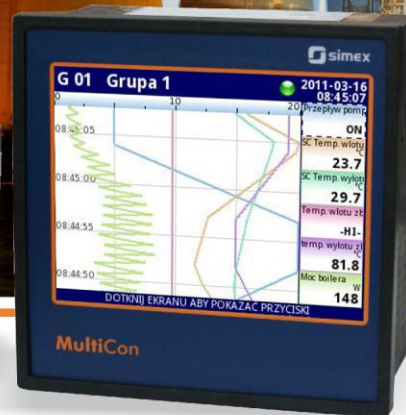 simex
G 01 Grupa 1
2011-03-16
08:45:07
0 10 20
Przepływ pomp
ON
08:45:05
SC Temp. wlotu
°C
23.7
08:45:00
SC Temp. wylotu
°C
29.7
08:44:55
Temp. wlotu zb
-HI-
temp. wylotu zb
°C
81.8
08:44:50
Moc boilera
W
148
DOTKNIJ EKRANU ABY POKAZAĆ PRZYCISKI
MultiCon